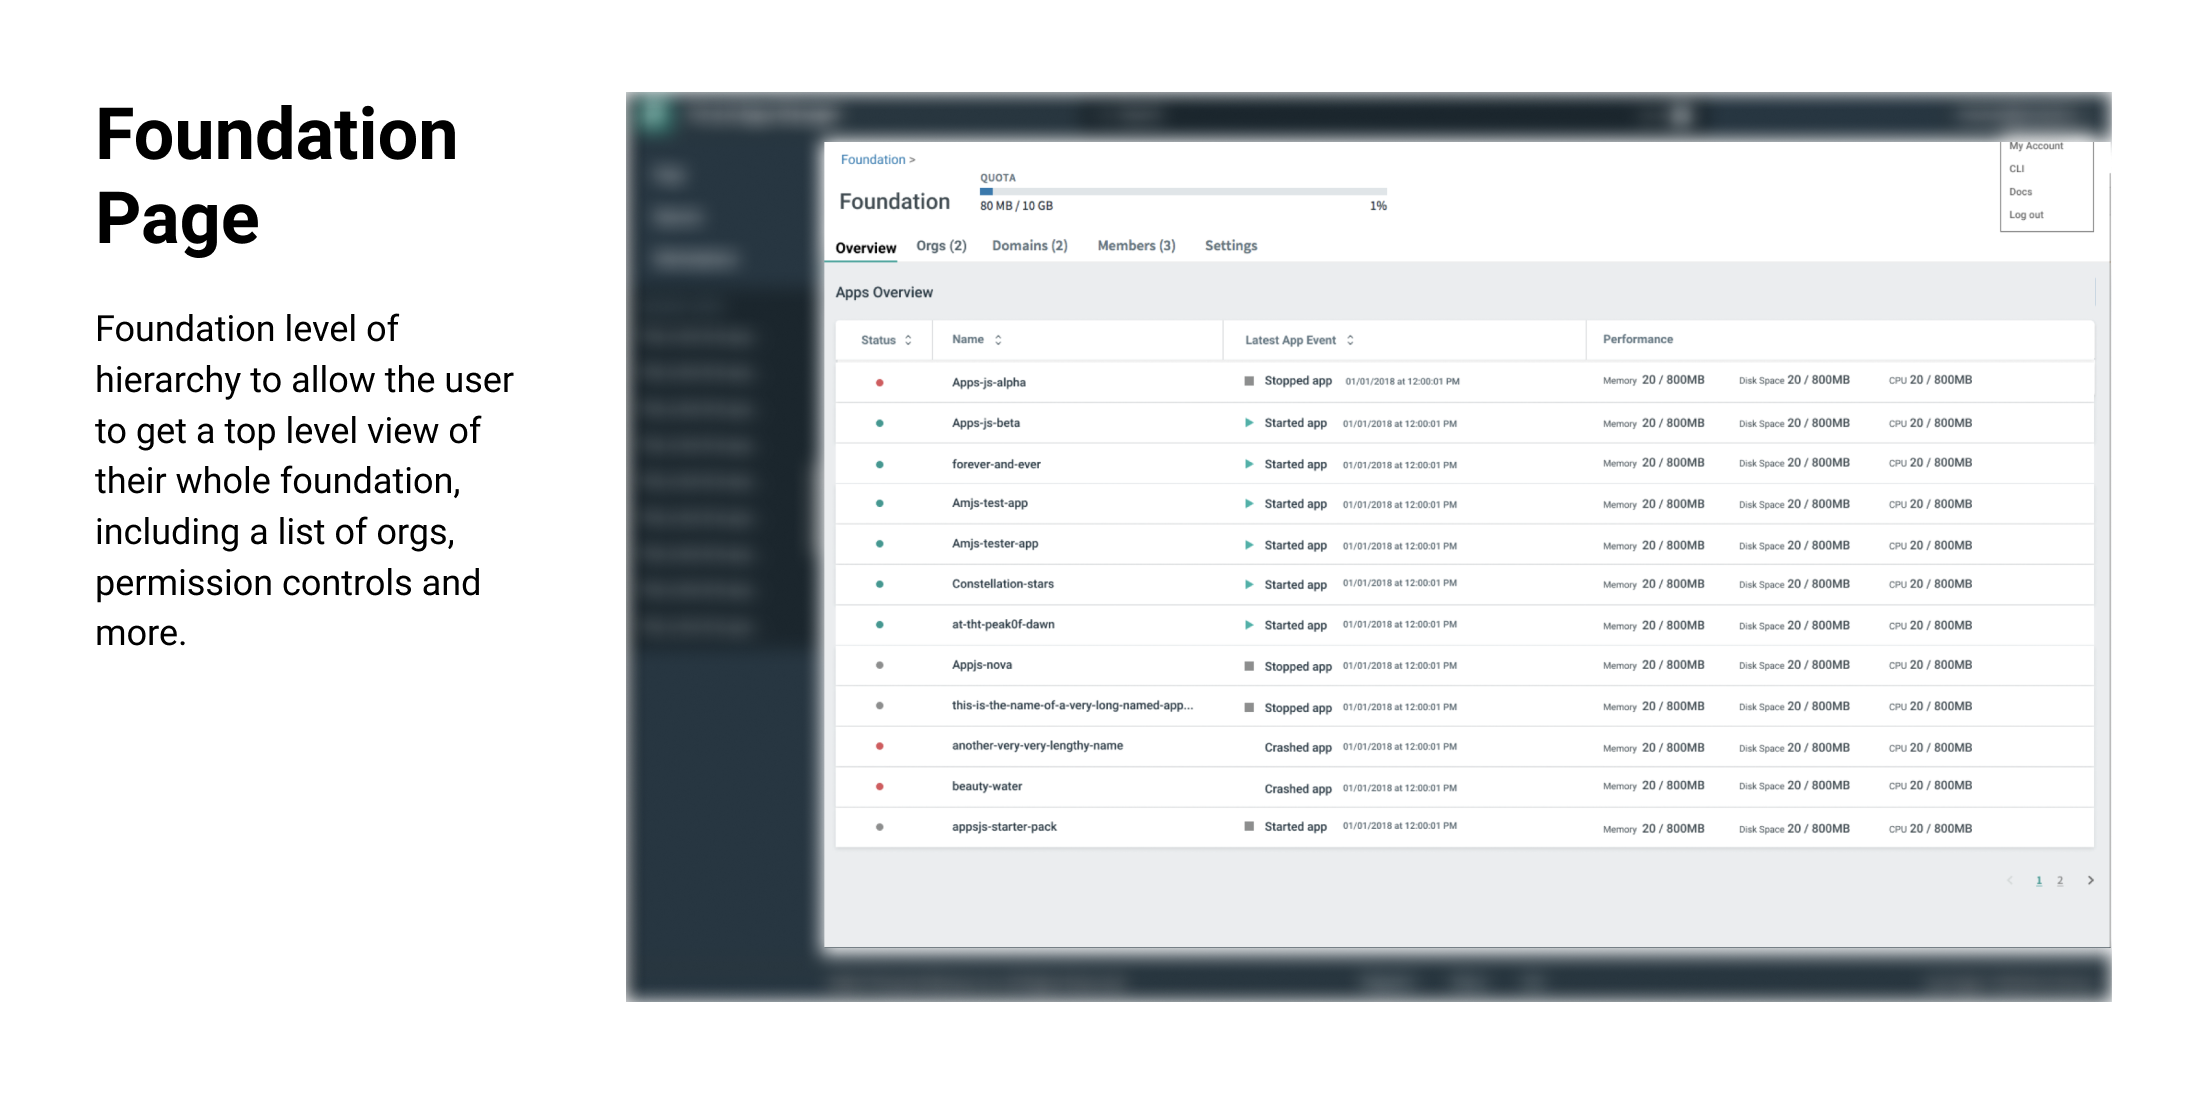 Foundation
Page
Foundation level of
hierarchy to allow the user
to get a top level view of
their whole foundation,
including a list of orgs,
permission controls and
more.
Foundation >
Foundation
QUOTA
80 MB / 10 GB 1%
My Account
CLI
Docs
Log out
Overview Orgs (2) Domains (2) Members (3) Settings
Apps Overview
Status Name Latest App Event Performance
Apps-js-alpha Stopped app 01/01/2018 at 12:00:01 PM Memory 20 / 800MB Disk Space 20 / 800MB CPU 20 / 800MB
Apps-js-beta Started app 01/01/2018 at 12:00:01 PM Memory 20 / 800MB Disk Space 20 / 800MB CPU 20 / 800MB
forever-and-ever Started app 01/01/2018 at 12:00:01 PM Memory 20 / 800MB Disk Space 20 / 800MB CPU 20 / 800MB
Amjs-test-app Started app 01/01/2018 at 12:00:01 PM Memory 20 / 800MB Disk Space 20 / 800MB CPU 20 / 800MB
Amjs-tester-app Started app 01/01/2018 at 12:00:01 PM Memory 20 / 800MB Disk Space 20 / 800MB CPU 20 / 800MB
Constellation-stars Started app 01/01/2018 at 12:00:01 PM Memory 20 / 800MB Disk Space 20 / 800MB CPU 20 / 800MB
at-tht-peak0f-dawn Started app 01/01/2018 at 12:00:01 PM Memory 20 / 800MB Disk Space 20 / 800MB CPU 20 / 800MB
Appjs-nova Stopped app 01/01/2018 at 12:00:01 PM Memory 20 / 800MB Disk Space 20 / 800MB CPU 20 / 800MB
this-is-the-name-of-a-very-long-named-app... Stopped app 01/01/2018 at 12:00:01 PM Memory 20 / 800MB Disk Space 20 / 800MB CPU 20 / 800MB
another-very-very-lengthy-name Crashed app 01/01/2018 at 12:00:01 PM Memory 20 / 800MB Disk Space 20 / 800MB CPU 20 / 800MB
beauty-water Crashed app 01/01/2018 at 12:00:01 PM Memory 20 / 800MB Disk Space 20 / 800MB CPU 20 / 800MB
appsjs-starter-pack Started app 01/01/2018 at 12:00:01 PM Memory 20 / 800MB Disk Space 20 / 800MB CPU 20 / 800MB
< 1 2 >